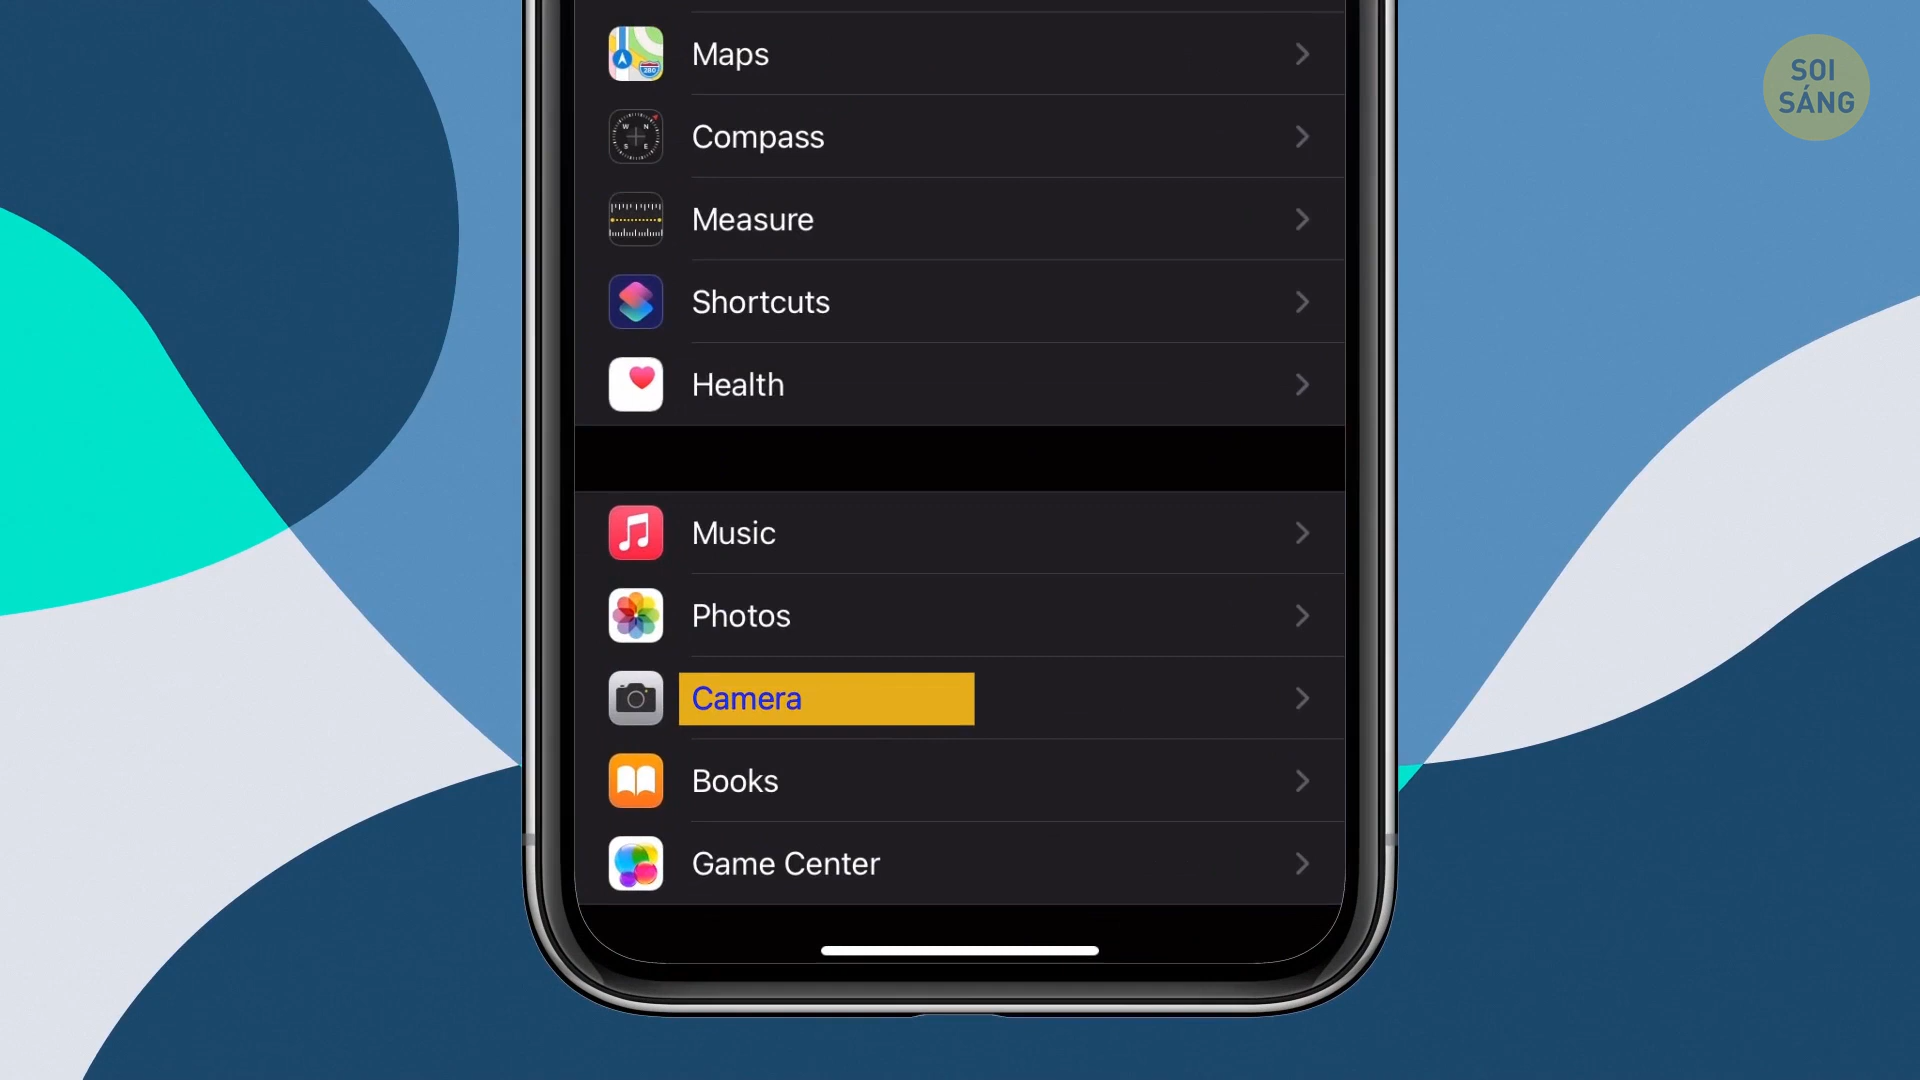 Maps
SOI
SÁNG
Compass
Measure
Shortcuts
Health
Music
Photos
Camera
Books
Game Center